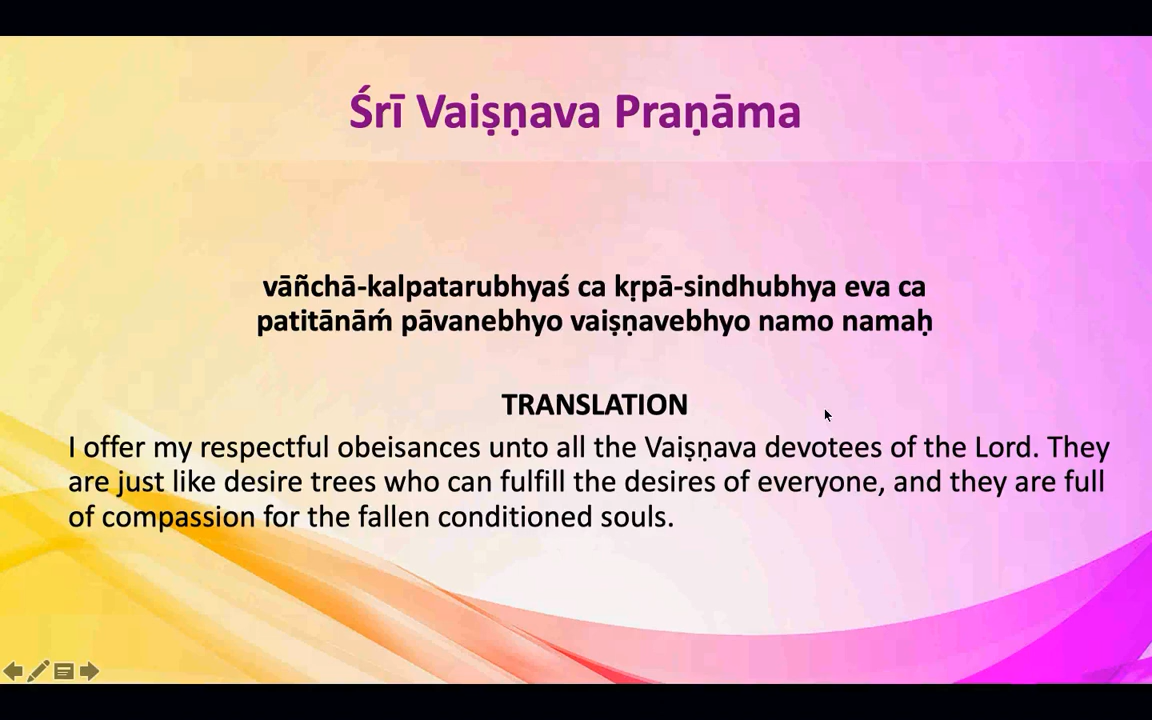 Śrī Vaiṣṇava Praṇāma
vāñchā-kalpatarubhyaś ca kṛpā-sindhubhya eva ca
patitānāḿ pāvanebhyo vaiṣṇavebhyo namo namaḥ
TRANSLATION
I offer my respectful obeisances unto all the Vaiṣṇava devotees of the Lord. They
are just like desire trees who can fulfill the desires of everyone, and they are full
of compassion for the fallen conditioned souls.